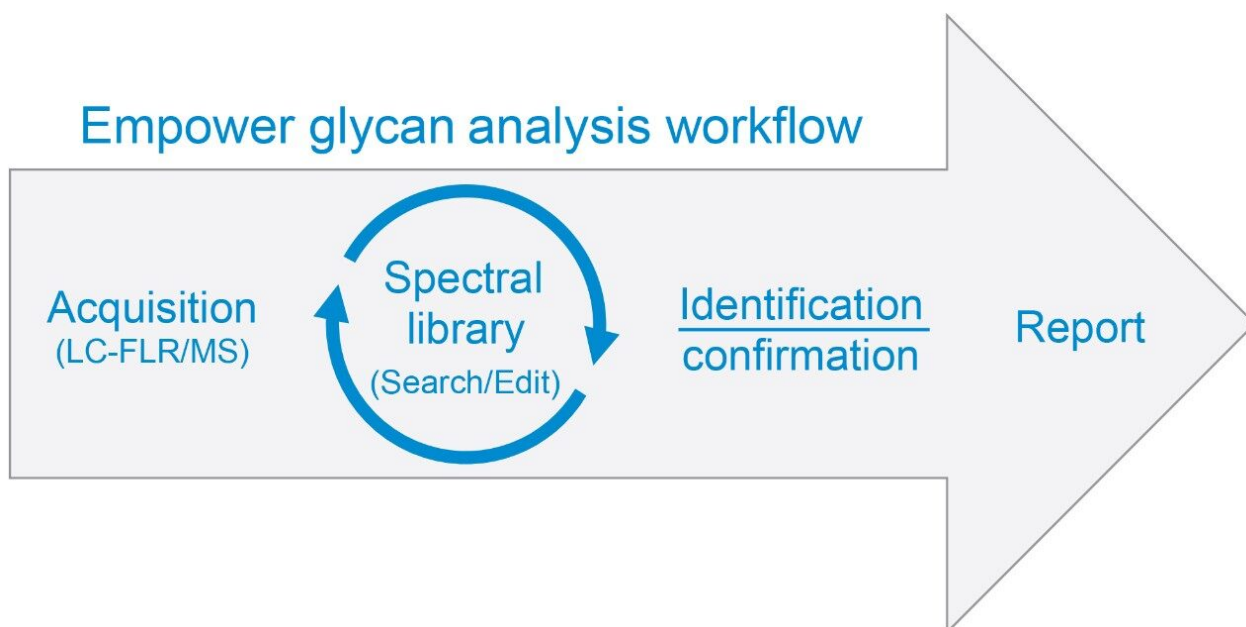 Empower glycan analysis workflow
Acquisition
(LC-FLR/MS)
Spectral
library
(Search/Edit)
Identification
confirmation
Report